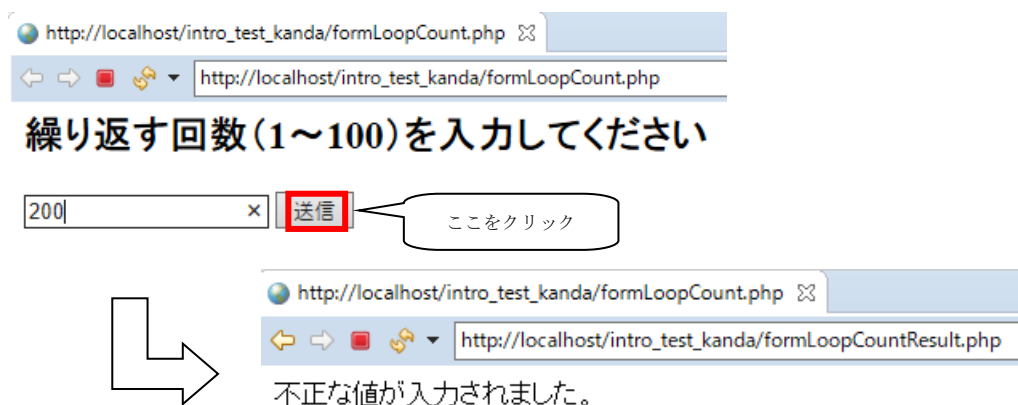 http://localhost/intro_test_kanda/formLoopCount.php
http://localhost/intro_test_kanda/formLoopCount.php
繰り返す回数(1～100)を入力してください
200 × 送信
ここをクリック
http://localhost/intro_test_kanda/formLoopCount.php
http://localhost/intro_test_kanda/formLoopCountResult.php
不正な値が入力されました。